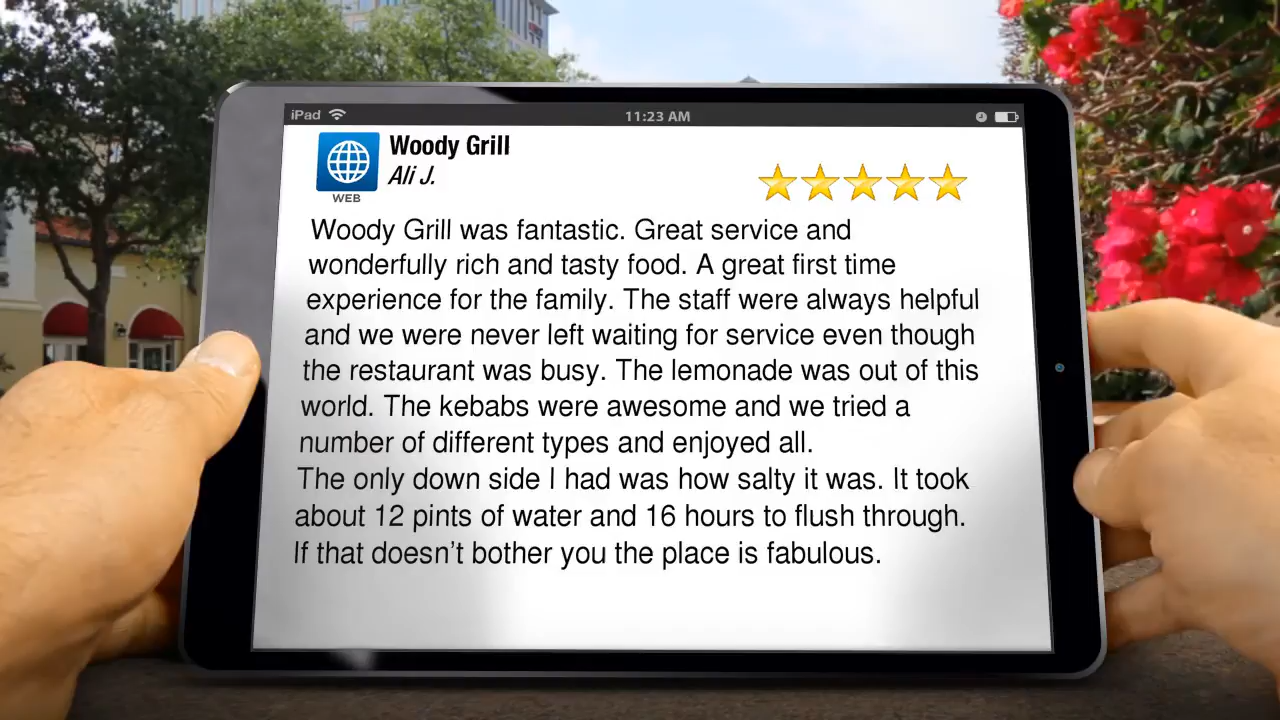 iPad 11:23 AM
Woody Grill
Ali J.
WEB
Woody Grill was fantastic. Great service and
wonderfully rich and tasty food. A great first time
experience for the family. The staff were always helpful
and we were never left waiting for service even though
the restaurant was busy. The lemonade was out of this
world. The kebabs were awesome and we tried a
number of different types and enjoyed all.
The only down side I had was how salty it was. It took
about 12 pints of water and 16 hours to flush through.
If that doesn't bother you the place is fabulous.